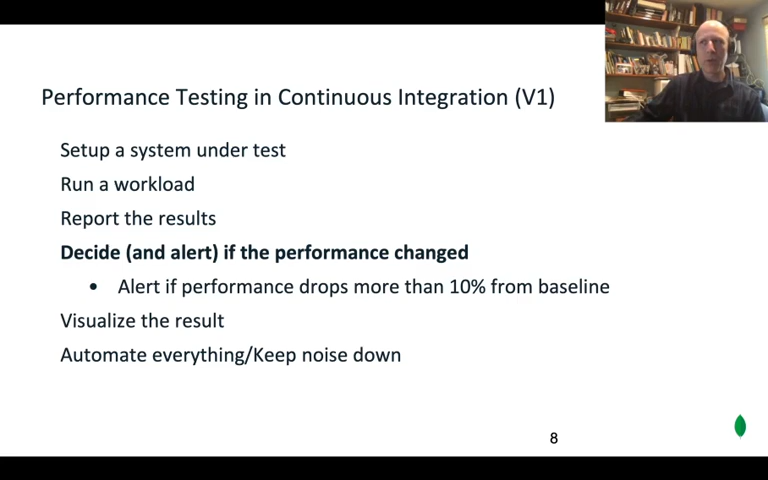 Performance Testing in Continuous Integration (V1)
Setup a system under test
Run a workload
Report the results
Decide (and alert) if the performance changed
• Alert if performance drops more than 10% from baseline
Visualize the result
Automate everything/Keep noise down
8